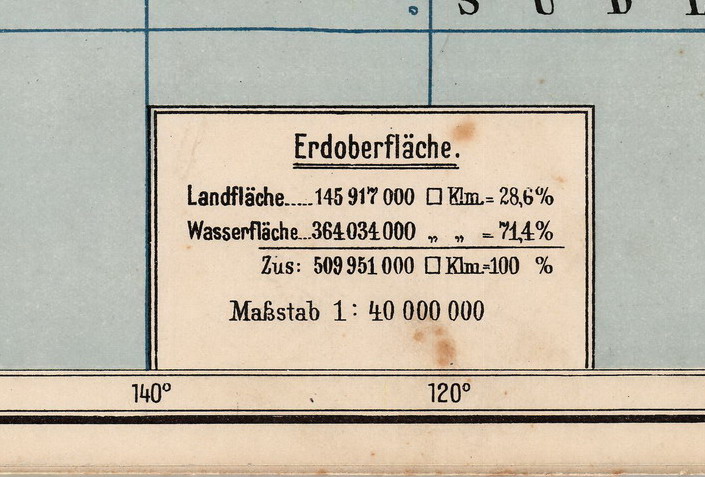 SÜDL
Erdoberfläche.
Landfläche.....145 917 000 □ Klm.= 28,6%
Wasserfläche...364 034 000 „ „ = 71,4%
Zus: 509 951 000 □ Klm.=100 %
Maßstab 1: 40 000 000
140° 120°